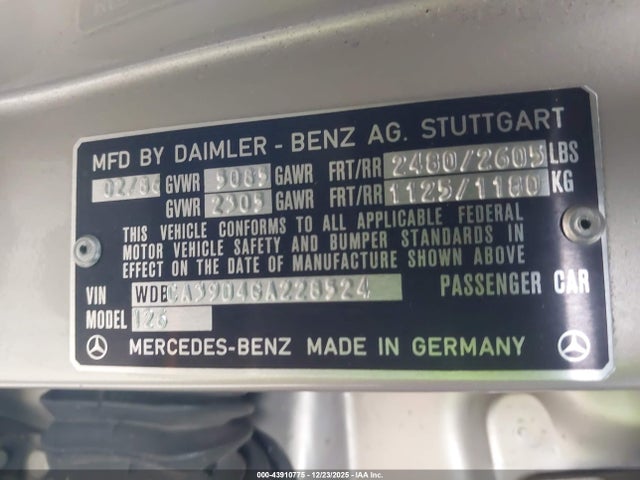 MFD BY DAIMLER - BENZ AG. STUTTGART
02/86 GVWR 5085 GAWR FRT/RR 2480/2605 LBS
GVWR 2305 GAWR FRT/RR 1125/1180 KG
THIS VEHICLE CONFORMS TO ALL APPLICABLE FEDERAL
MOTOR VEHICLE SAFETY AND BUMPER STANDARDS IN
EFFECT ON THE DATE OF MANUFACTURE SHOWN ABOVE
VIN WDBCA39D4GA228524 PASSENGER CAR
MODEL 126
MERCEDES-BENZ MADE IN GERMANY
000-43910775 - 12/23/2025 - IAAI.COM